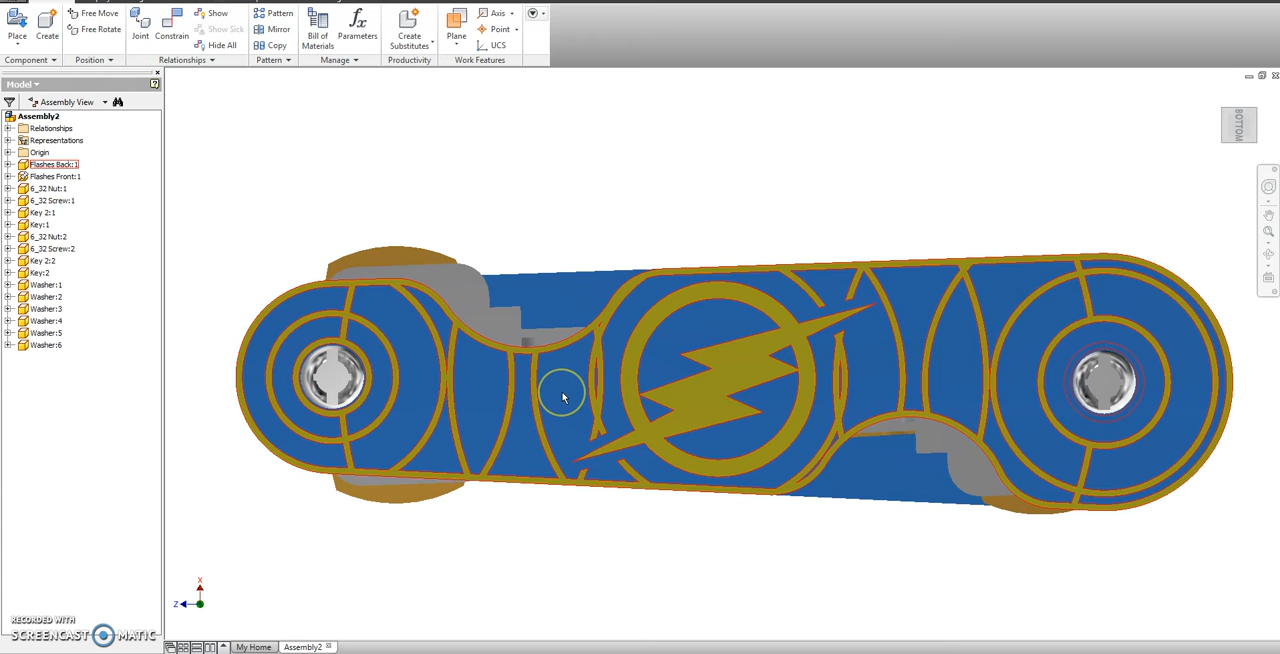 Place
Create
Free Move
Free Rotate
Joint
Constrain
Show
Show Sick
Hide All
Pattern
Mirror
Copy
Bill of
Materials
fx
Parameters
Create
Substitutes
Plane
Axis
Point
UCS
Component
Position
Relationships
Pattern
Manage
Productivity
Work Features
Model
?
Assembly View
Assembly2
Relationships
Representations
Origin
Flashes Back:1
Flashes Front:1
6_32 Nut:1
6_32 Screw:1
Key 2:1
Key:1
6_32 Nut:2
6_32 Screw:2
Key 2:2
Key:2
Washer:1
Washer:2
Washer:3
Washer:4
Washer:5
Washer:6
BOTTOM
X
Z
RECORDED WITH
SCREENCAST MATIC
My Home
Assembly2